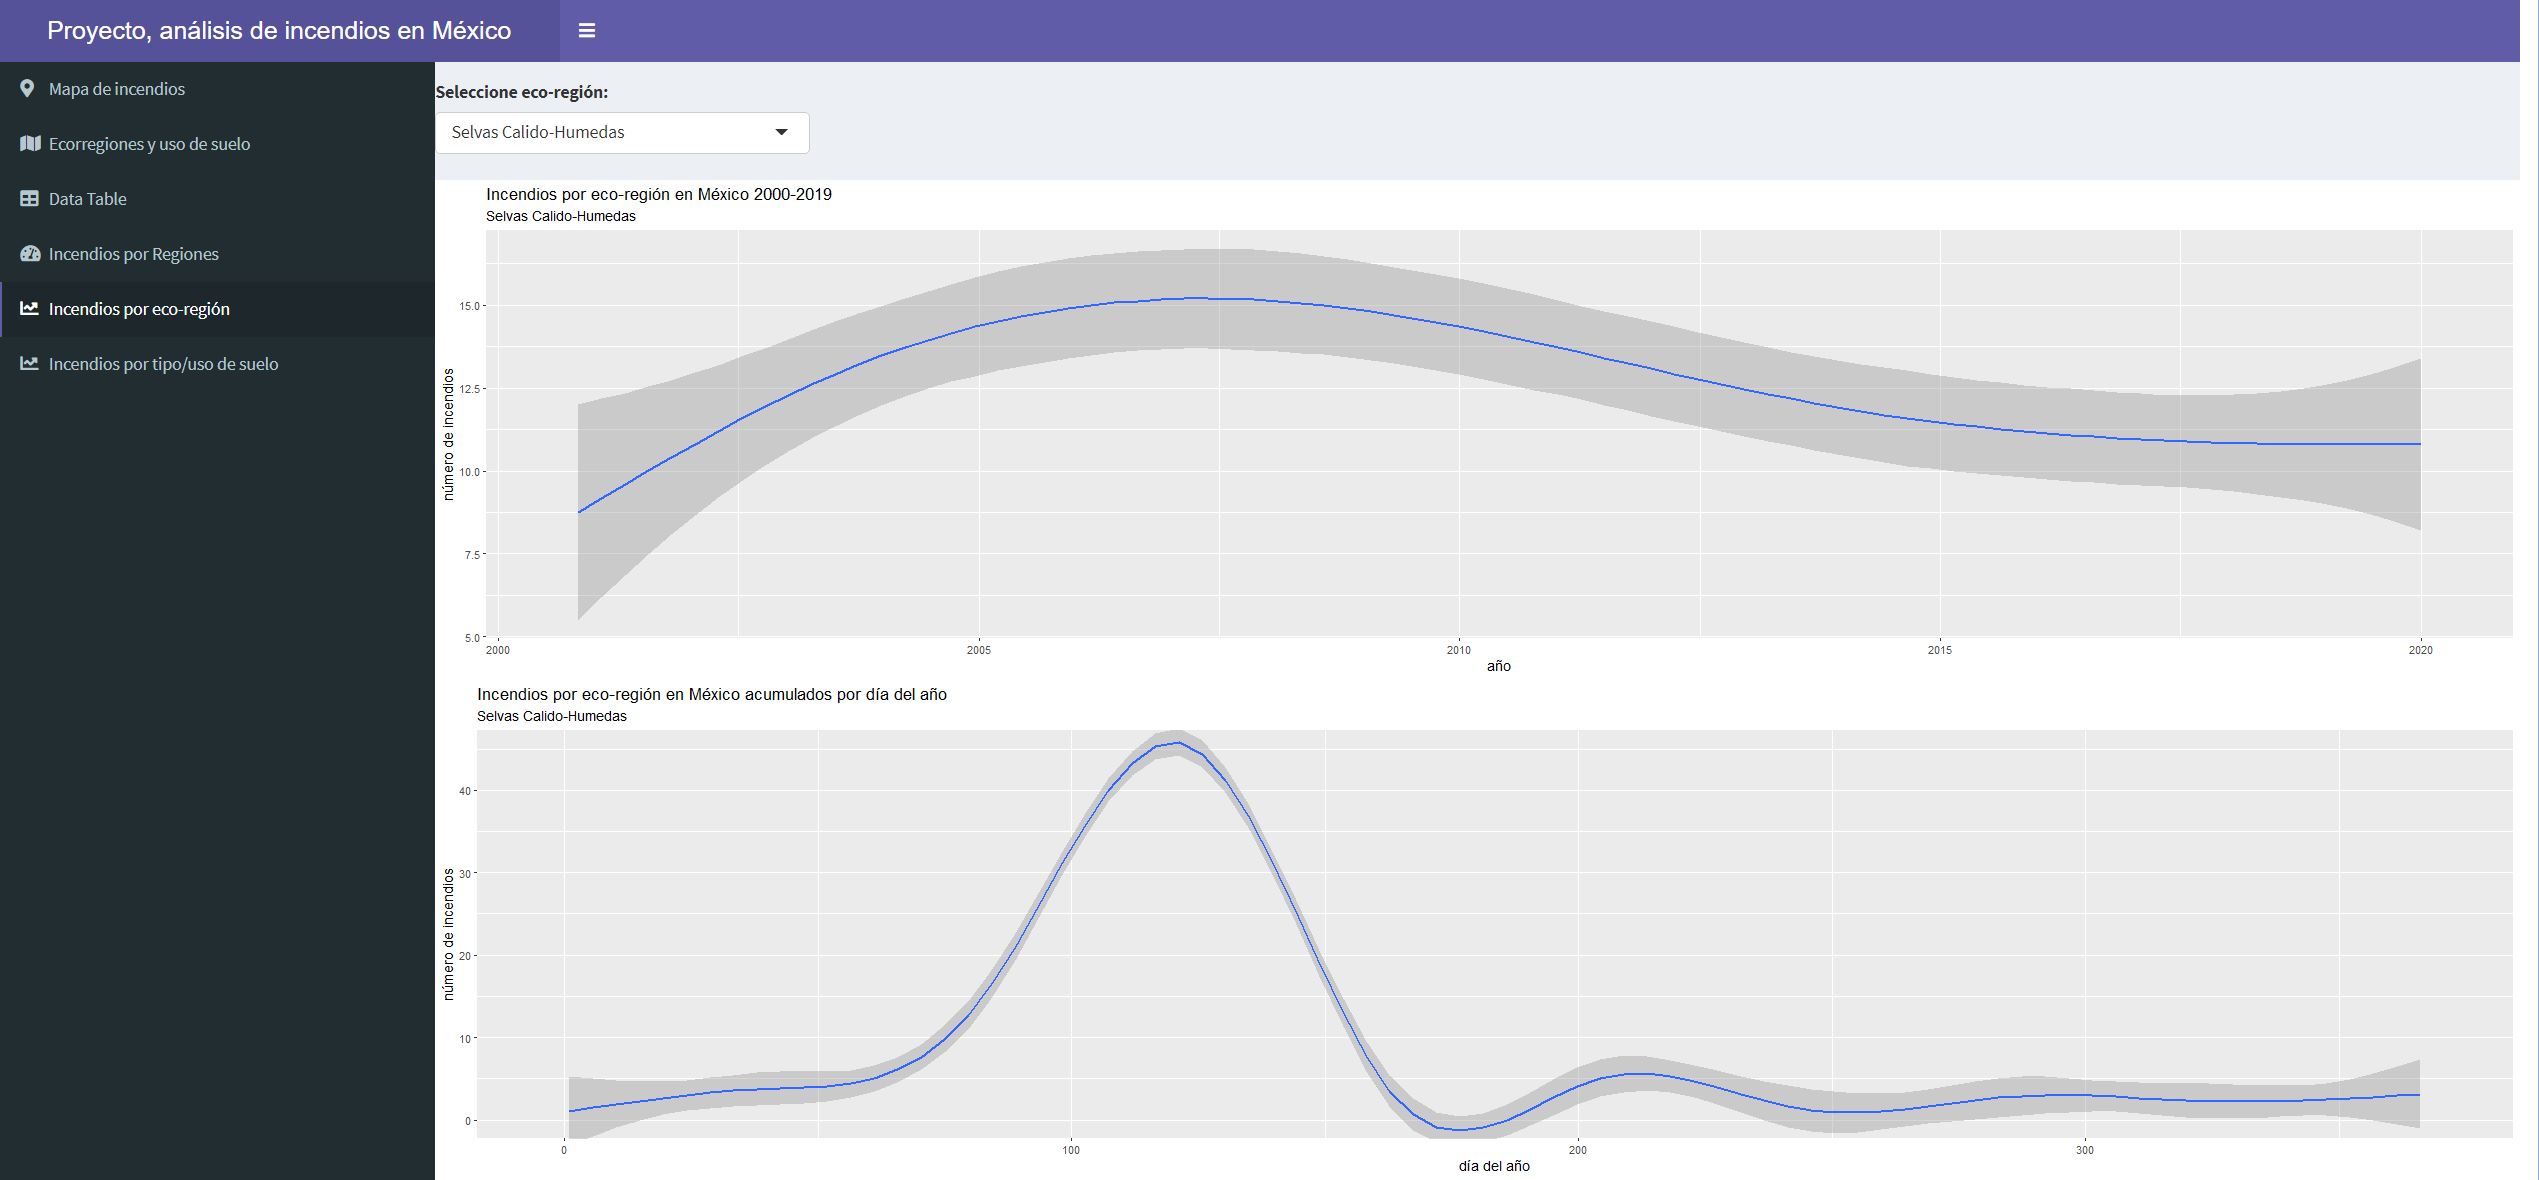 Proyecto, análisis de incendios en México
Mapa de incendios
Ecorregiones y uso de suelo
Data Table
Incendios por Regiones
Incendios por eco-región
Incendios por tipo/uso de suelo
Seleccione eco-región:
Selvas Calido-Humedas
Incendios por eco-región en México 2000-2019
Selvas Calido-Humedas
número de incendios
15.0
12.5
10.0
7.5
5.0
2000 2005 2010 2015 2020
año
Incendios por eco-región en México acumulados por día del año
Selvas Calido-Humedas
número de incendios
40
30
20
10
0
0 100 200 300
día del año